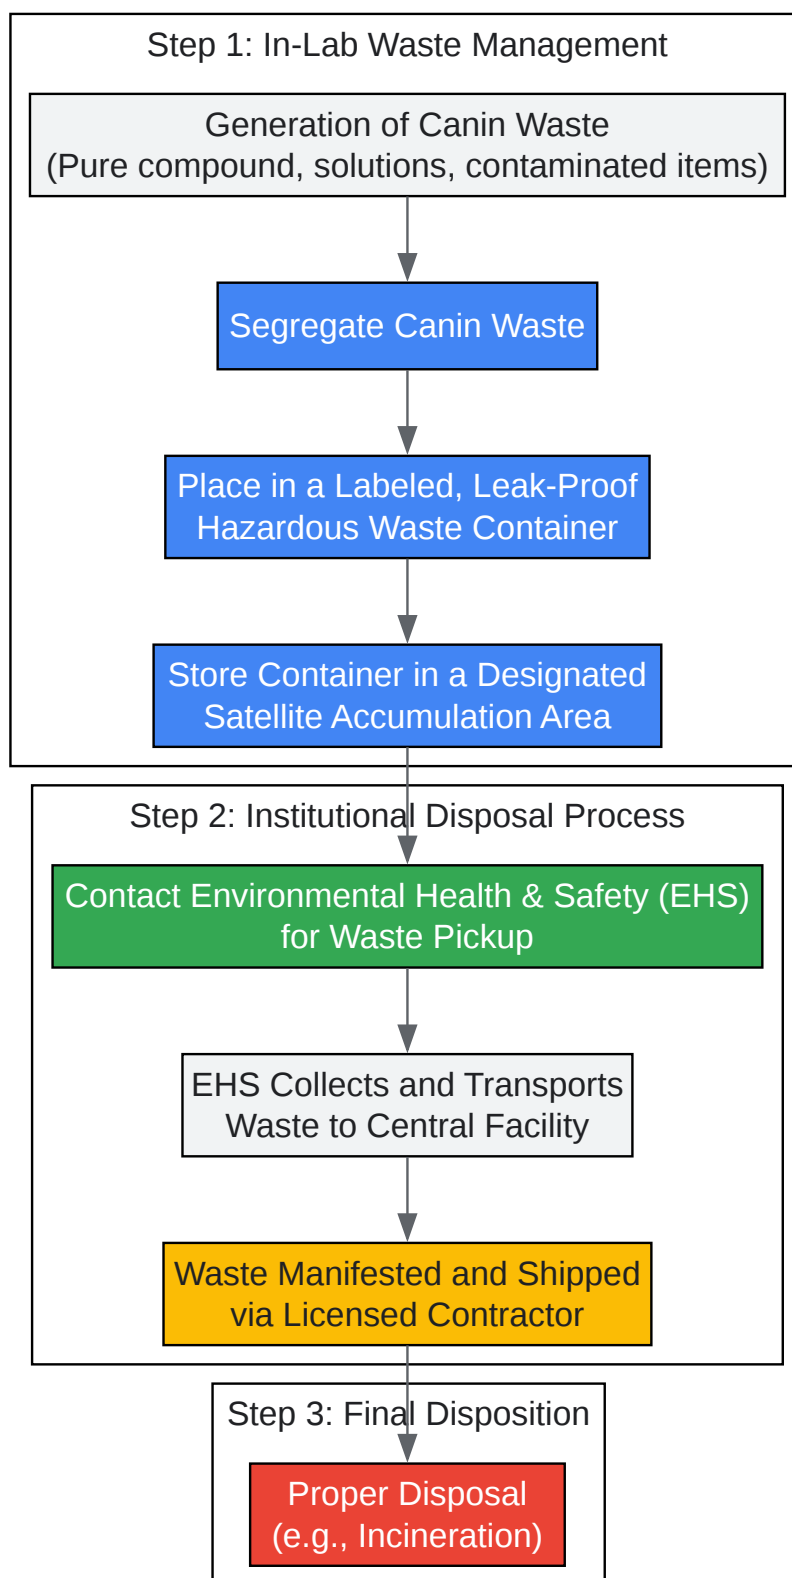 Step 1: In-Lab Waste Management
Generation of Canin Waste
(Pure compound, solutions, contaminated items)
Segregate Canin Waste
Place in a Labeled, Leak-Proof
Hazardous Waste Container
Store Container in a Designated
Satellite Accumulation Area
Step 2: Institutional Disposal Process
Contact Environmental Health & Safety (EHS)
for Waste Pickup
EHS Collects and Transports
Waste to Central Facility
Waste Manifested and Shipped
via Licensed Contractor
Step 3: Final Disposition
Proper Disposal
(e.g., Incineration)